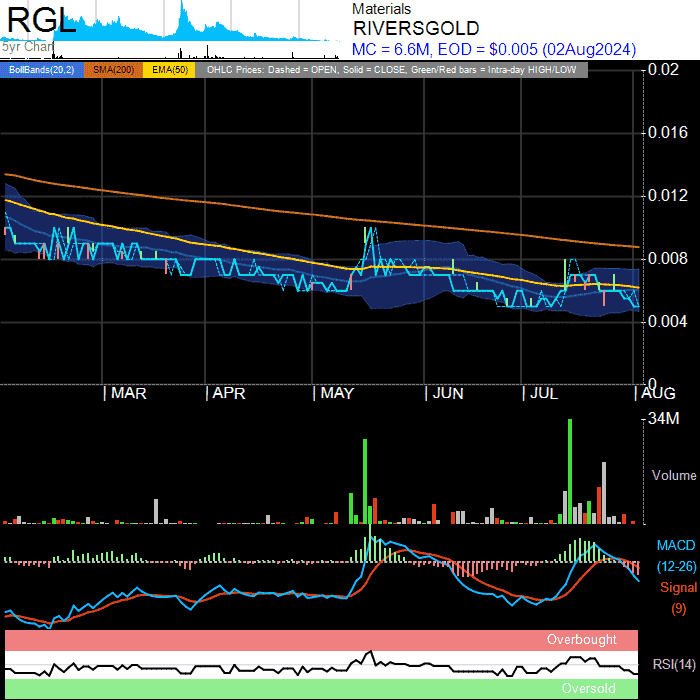 RGL
5yr Chart
Materials
RIVERSGOLD
MC = 6.6M, EOD = $0.005 (02Aug2024)
BollBands(20,2) SMA(200) EMA(50) OHLC Prices: Dashed = OPEN, Solid = CLOSE, Green/Red bars = Intra-day HIGH/LOW
0.02
0.016
0.012
0.008
0.004
0
MAR APR MAY JUN JUL AUG
34M
Volume
MACD
(12-26)
Signal
(9)
Overbought
RSI(14)
Oversold